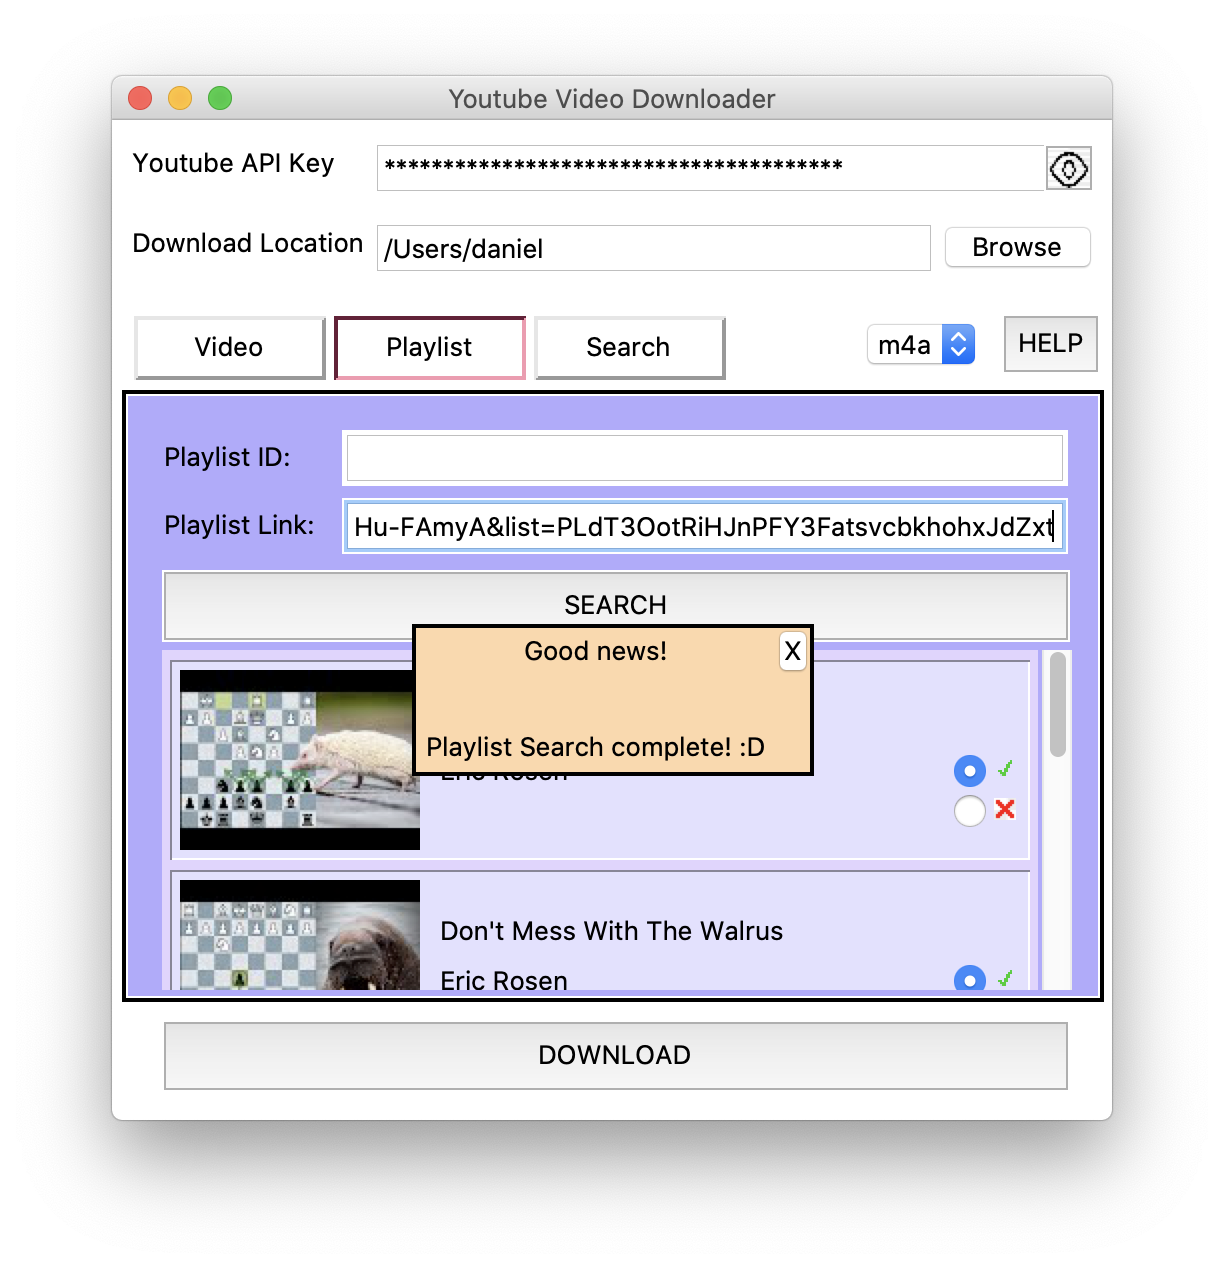 Youtube Video Downloader
Youtube API Key
***************************************
Download Location
/Users/daniel
Browse
Video
Playlist
Search
m4a
HELP
Playlist ID:
Playlist Link:
Hu-FAmyA&list=PLdT3OotRiHJnPFY3FatsvcbkhohxJdZxt
SEARCH
Good news!
X
Playlist Search complete! :D
Eric Rosen
Don't Mess With The Walrus
Eric Rosen
DOWNLOAD